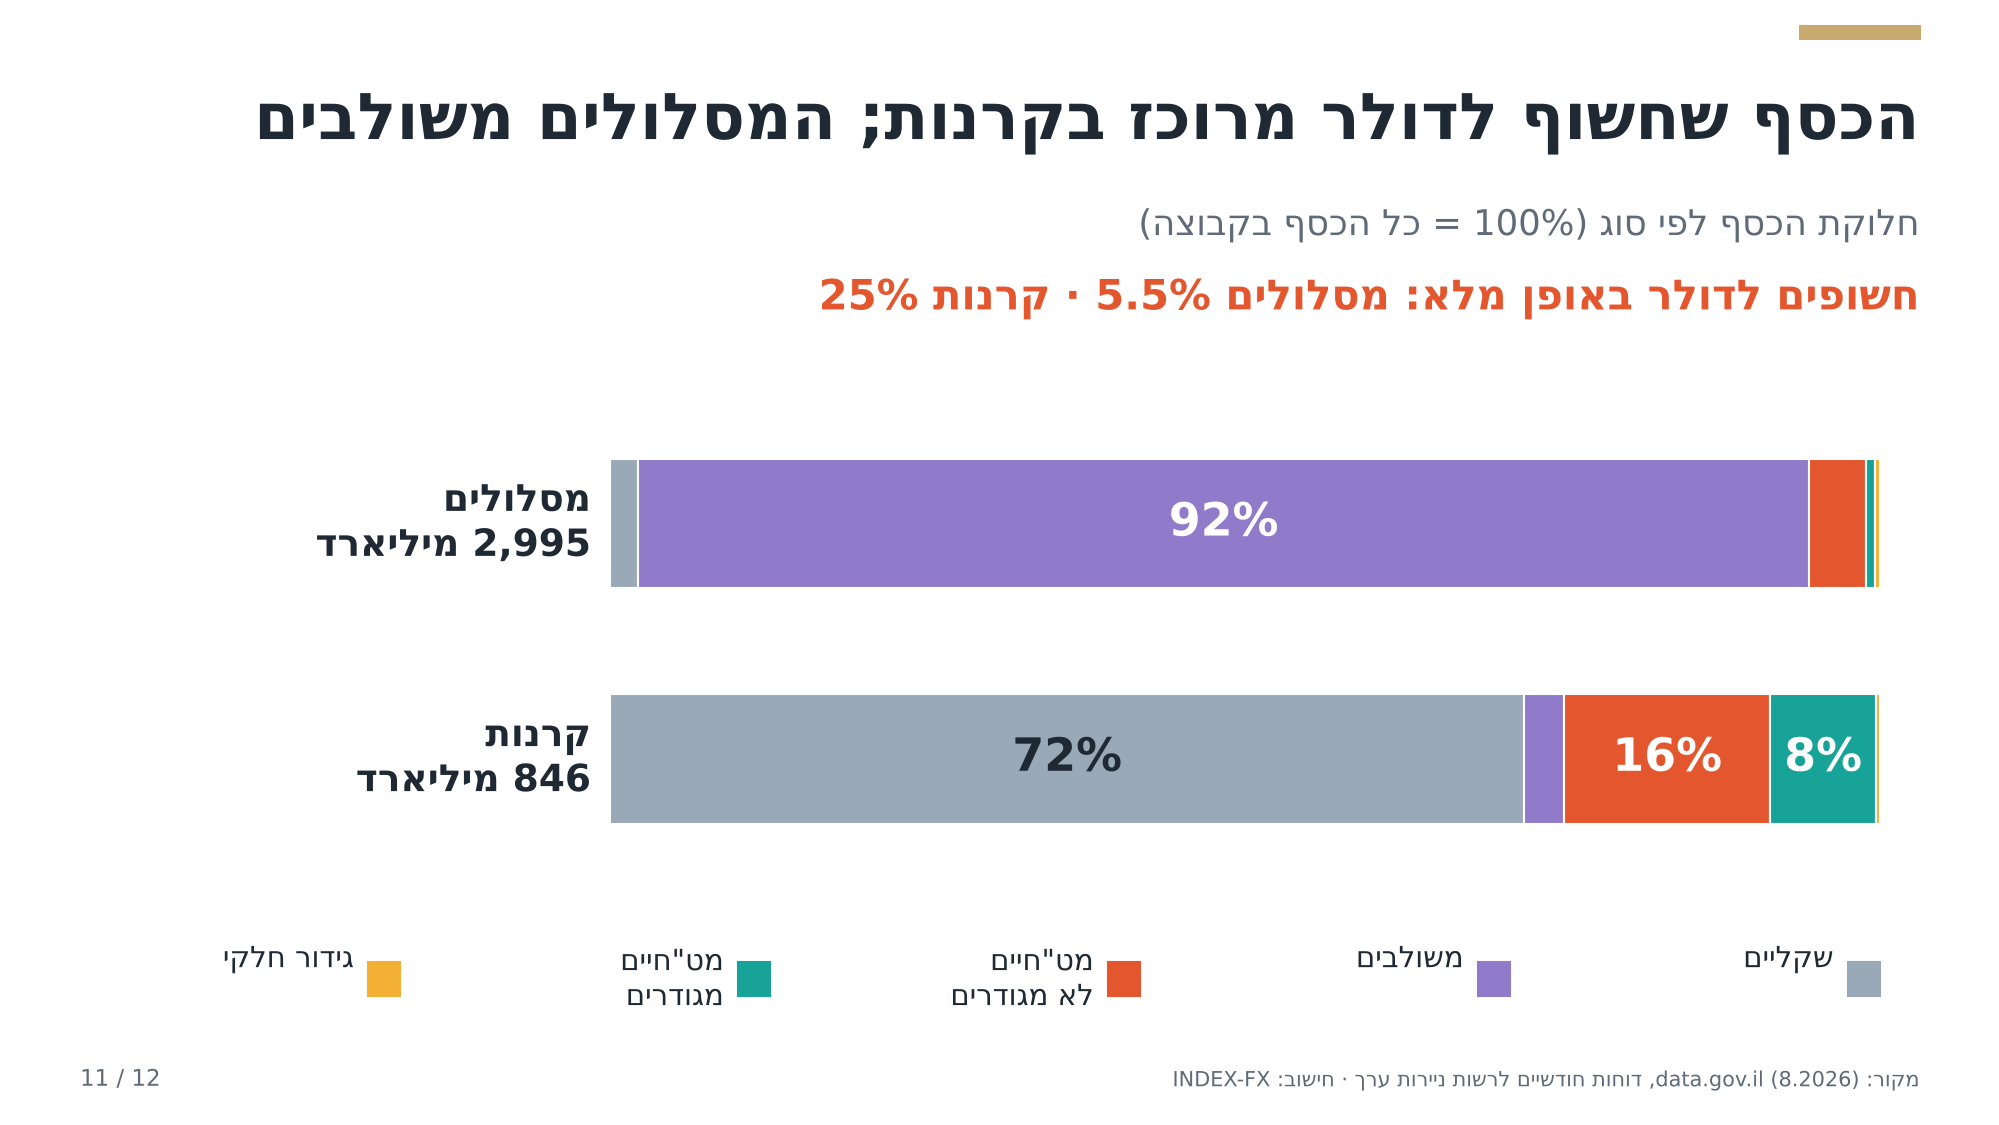 הכסף שחשוף לדולר מרוכז בקרנות; המסלולים משולבים
חלוקת הכסף לפי סוג (100% = כל הכסף בקבוצה)
חשופים לדולר באופן מלא: מסלולים 5.5% · קרנות 25%
מסלולים
2,995 מיליארד
92%
קרנות
846 מיליארד
72%
16%
8%
שקליים
משולבים
מט"חיים
לא מגודרים
מט"חיים
מגודרים
גידור חלקי
מקור: data.gov.il (8.2026), דוחות חודשיים לרשות ניירות ערך · חישוב: INDEX-FX
11 / 12